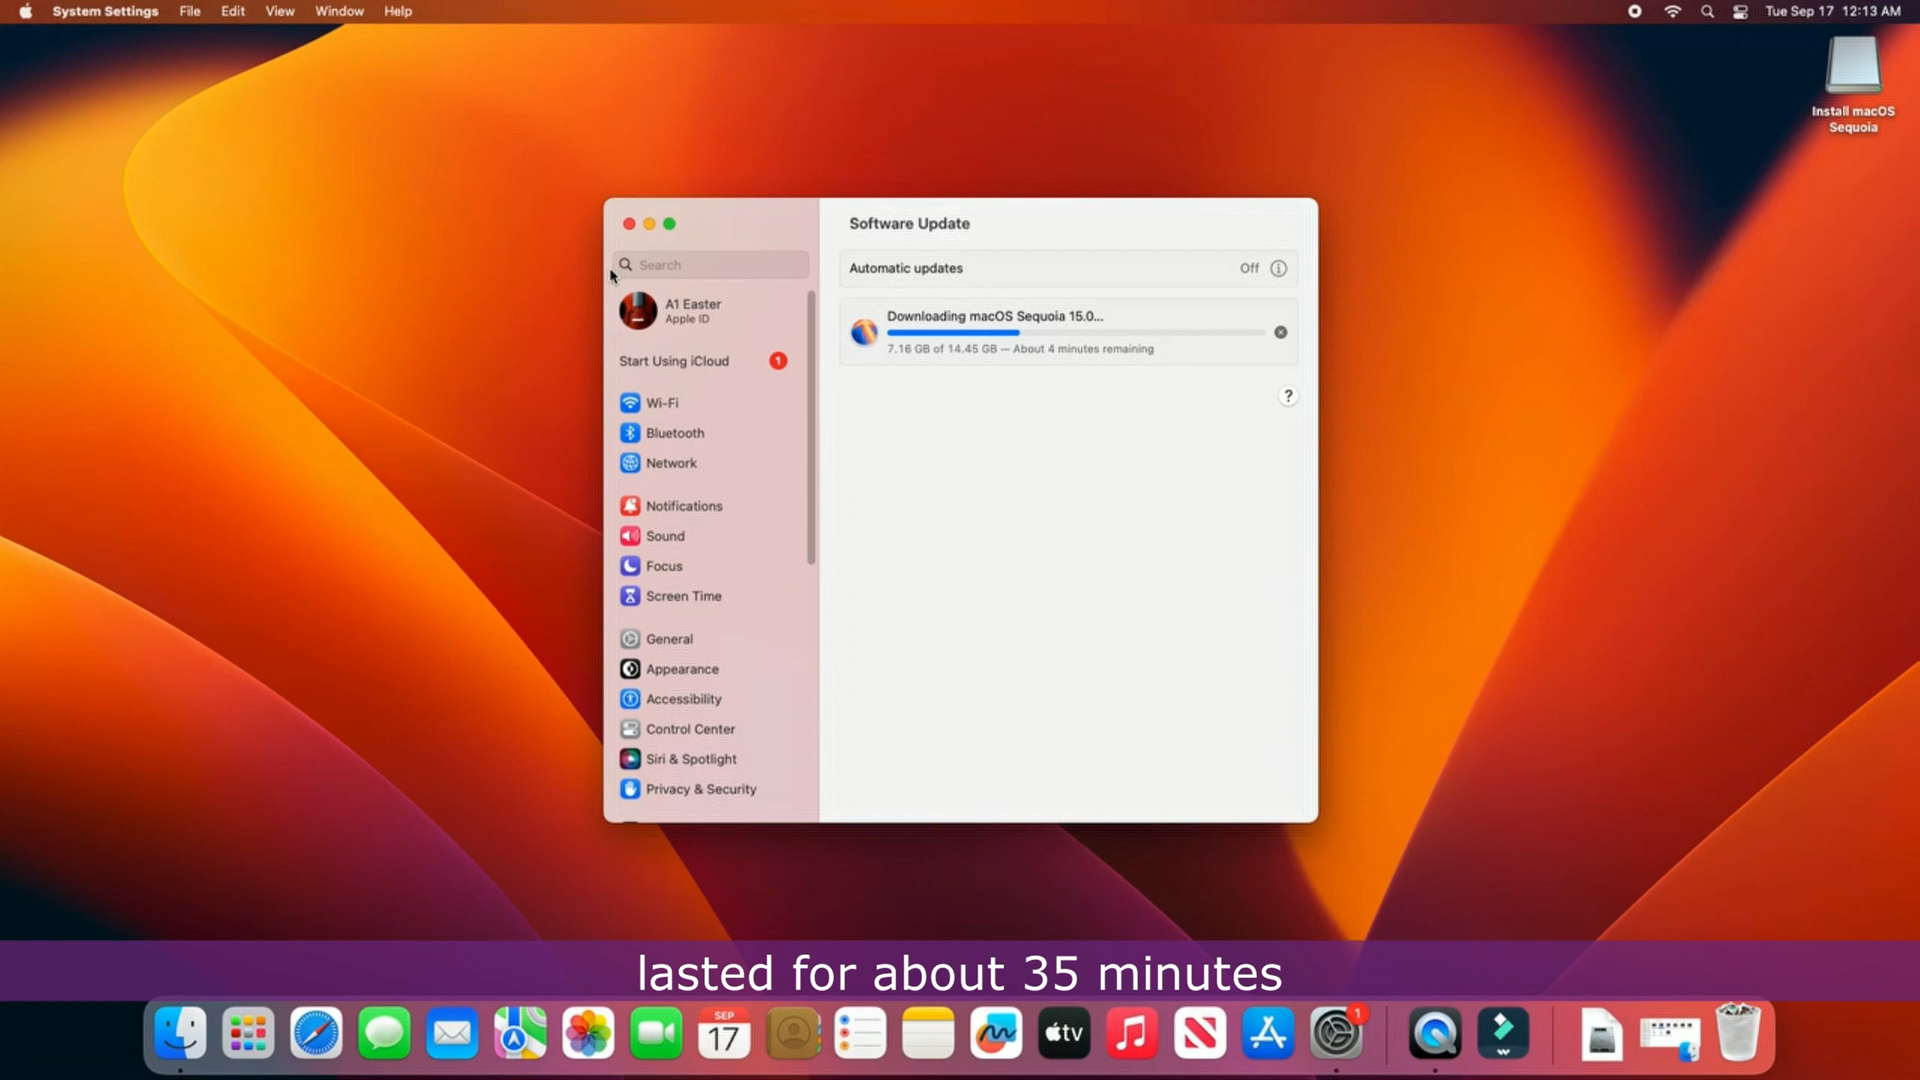 System Settings File Edit View Window Help
Tue Sep 17 12:13 AM
Install macOS
Sequoia
Software Update
Search
Automatic updates
Off
A1 Easter
Apple ID
Downloading macOS Sequoia 15.0...
7.16 GB of 14.45 GB — About 4 minutes remaining
Start Using iCloud
1
?
Wi-Fi
Bluetooth
Network
Notifications
Sound
Focus
Screen Time
General
Appearance
Accessibility
Control Center
Siri & Spotlight
Privacy & Security
lasted for about 35 minutes
SEP
17
tv
1